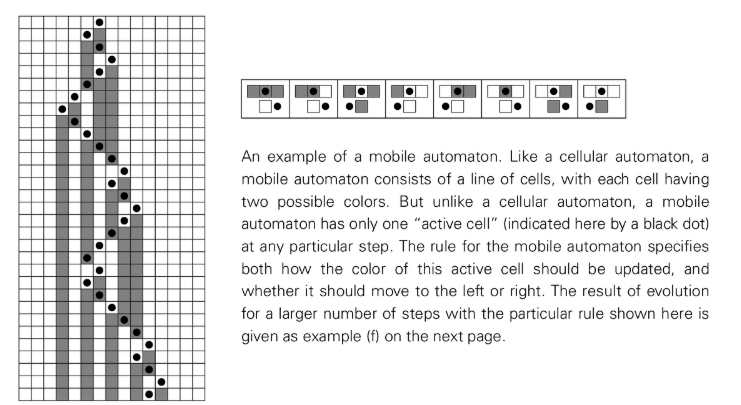 An example of a mobile automaton. Like a cellular automaton, a
mobile automaton consists of a line of cells, with each cell having
two possible colors. But unlike a cellular automaton, a mobile
automaton has only one “active cell” (indicated here by a black dot)
at any particular step. The rule for the mobile automaton specifies
both how the color of this active cell should be updated, and
whether it should move to the left or right. The result of evolution
for a larger number of steps with the particular rule shown here is
given as example (f) on the next page.